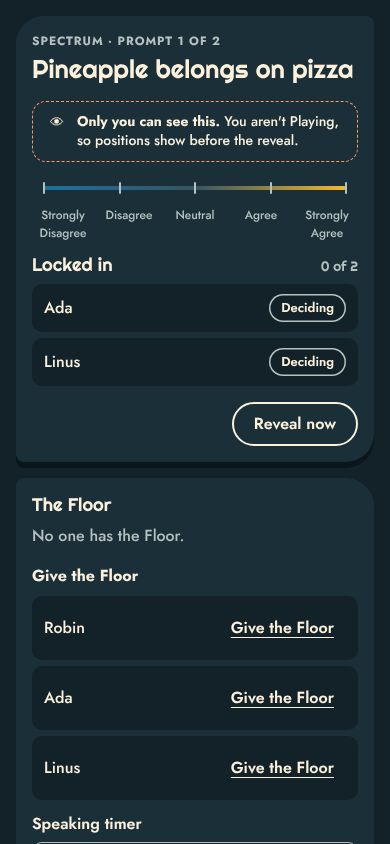 SPECTRUM · PROMPT 1 OF 2
Pineapple belongs on pizza
Only you can see this. You aren't Playing,
so positions show before the reveal.
Strongly Disagree
Disagree
Neutral
Agree
Strongly Agree
Locked in
0 of 2
Ada
Deciding
Linus
Deciding
Reveal now
The Floor
No one has the Floor.
Give the Floor
Robin
Give the Floor
Ada
Give the Floor
Linus
Give the Floor
Speaking timer